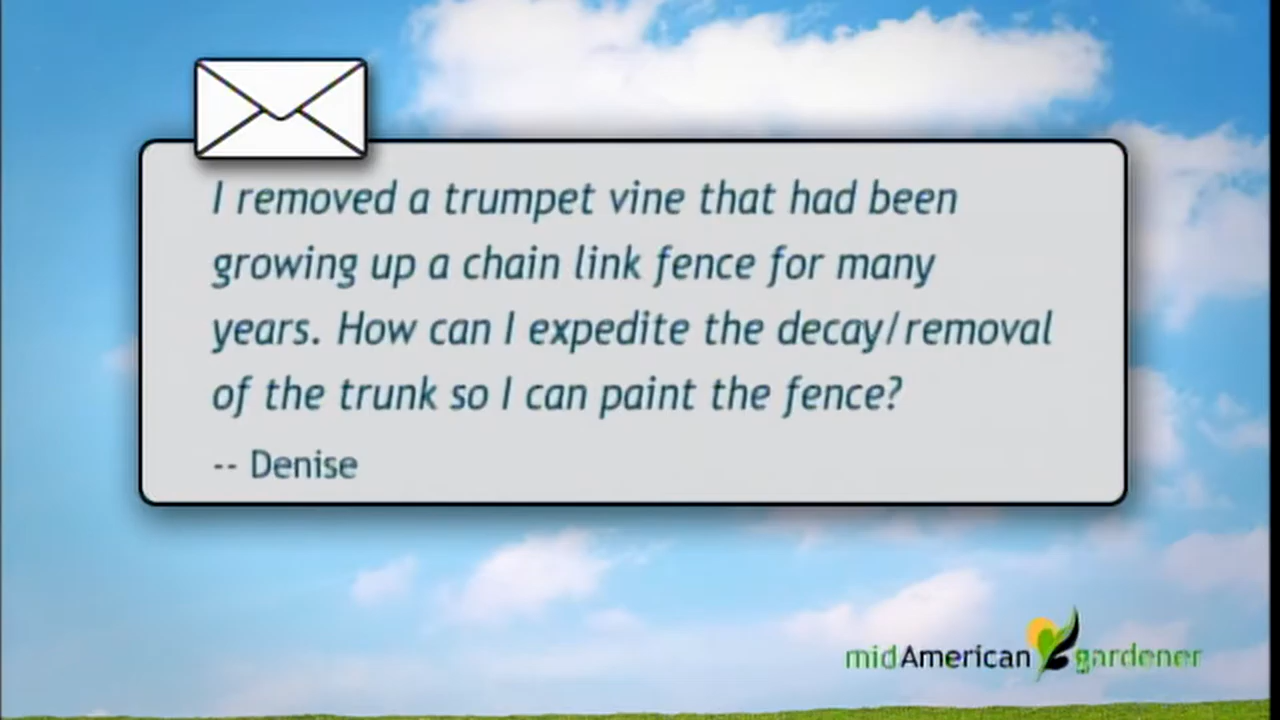 I removed a trumpet vine that had been
growing up a chain link fence for many
years. How can I expedite the decay/removal
of the trunk so I can paint the fence?
-- Denise
midAmerican gardener